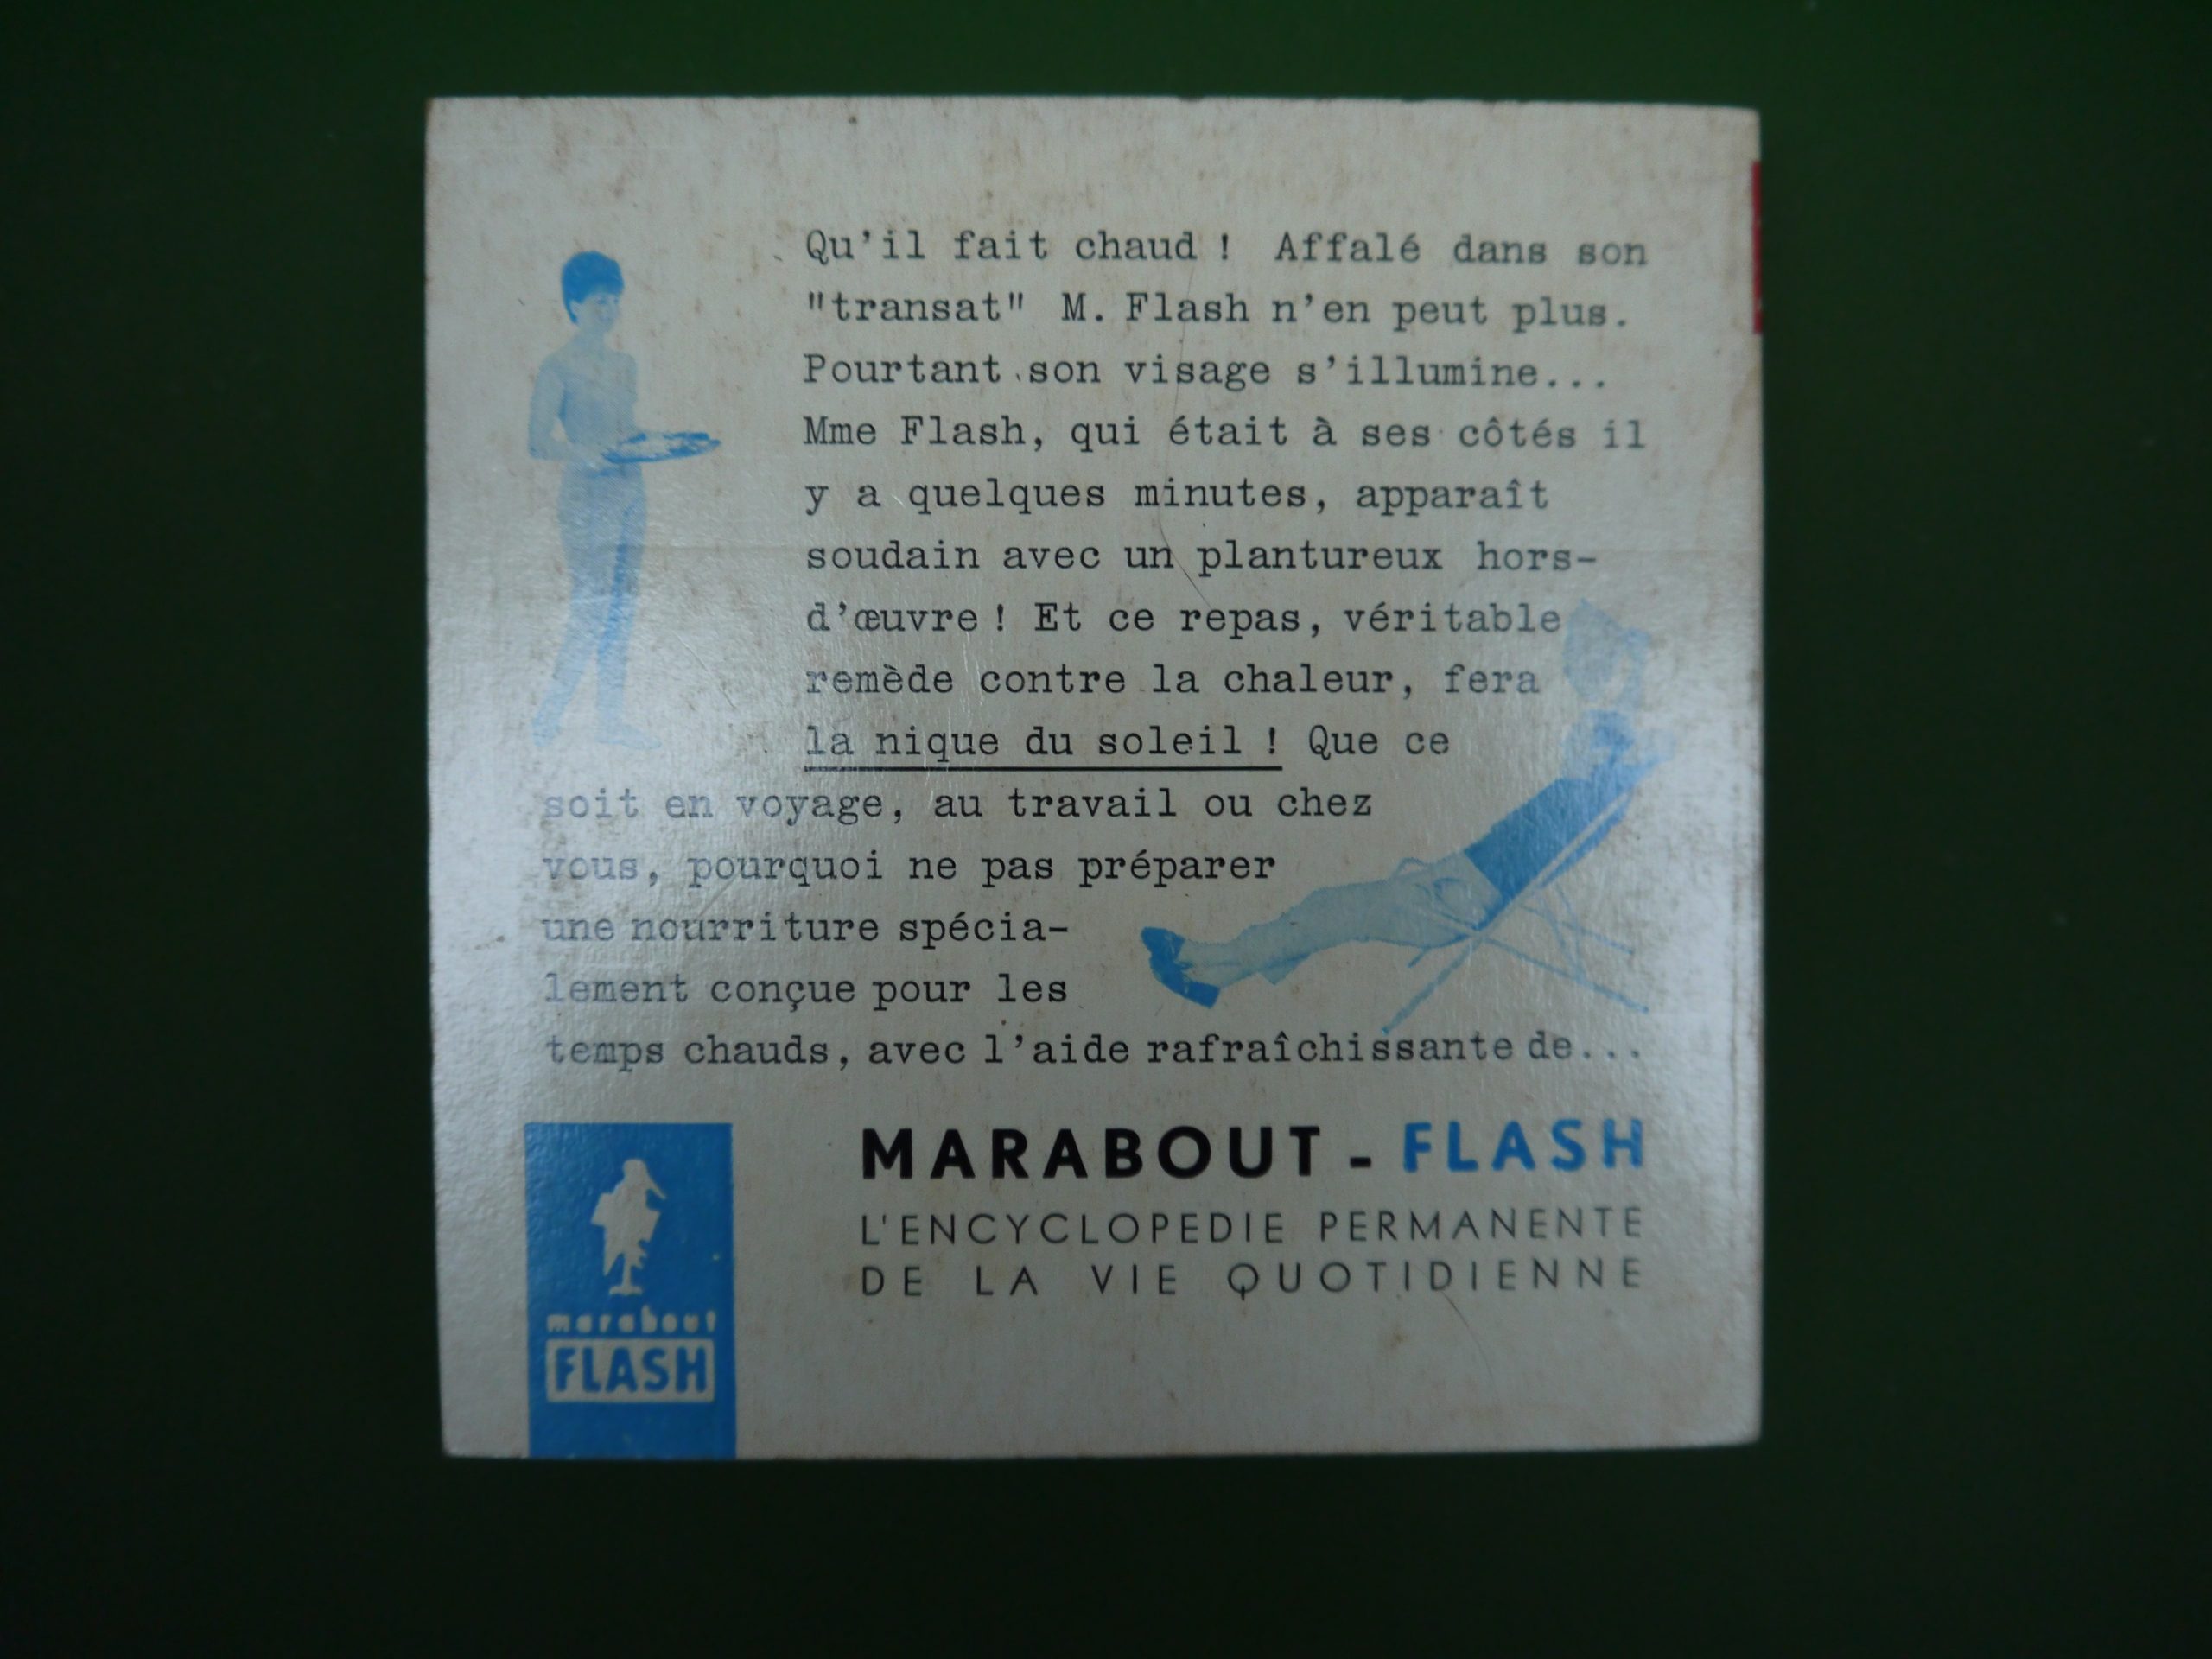 Qu'il fait chaud ! Affalé dans son
"transat" M. Flash n'en peut plus.
Pourtant son visage s'illumine...
Mme Flash, qui était à ses côtés il
y a quelques minutes, apparaît
soudain avec un plantureux hors-
d'œuvre ! Et ce repas, véritable
remède contre la chaleur, fera
la nique du soleil ! Que ce
soit en voyage, au travail ou chez
vous, pourquoi ne pas préparer
une nourriture spécia-
lement conçue pour les
temps chauds, avec l'aide rafraîchissante de...
MARABOUT - FLASH
L'ENCYCLOPEDIE PERMANENTE
DE LA VIE QUOTIDIENNE
marabout
FLASH